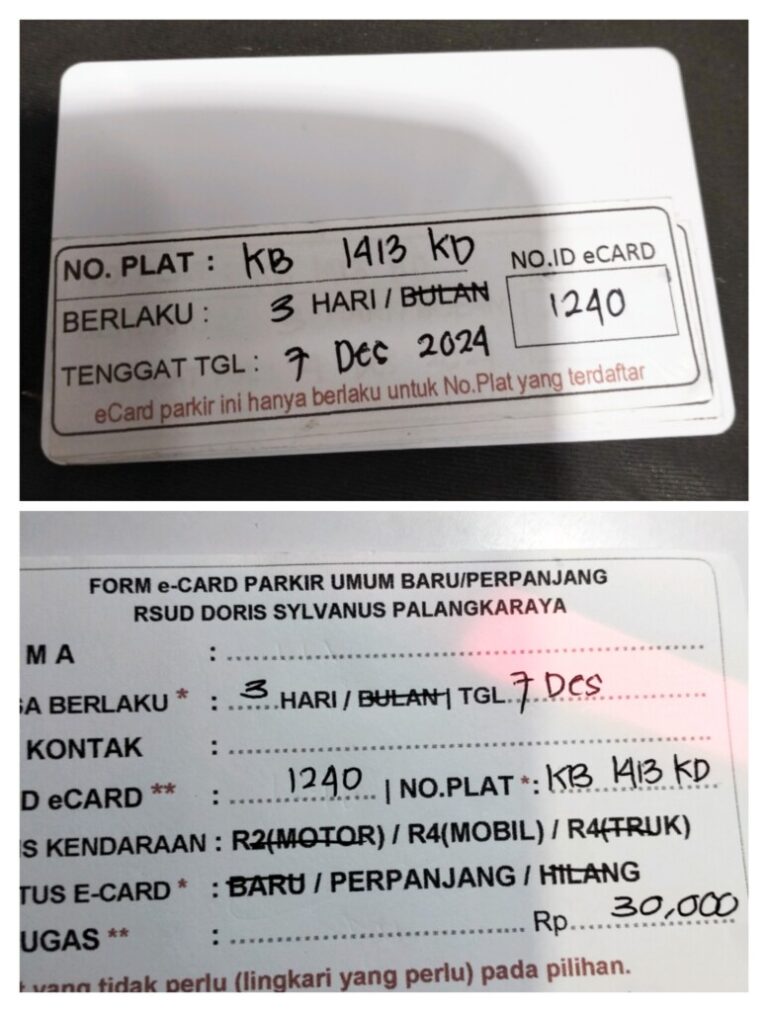 NO. PLAT : KB 1413 KD
NO.ID eCARD
BERLAKU : 3 HARI / BULAN
1240
TENGGAT TGL : 7 Dec 2024
eCard parkir ini hanya berlaku untuk No.Plat yang terdaftar
FORM e-CARD PARKIR UMUM BARU/PERPANJANG
RSUD DORIS SYLVANUS PALANGKARAYA
MA :
A BERLAKU * : 3 HARI / BULAN | TGL. 7 Des
KONTAK :
D eCARD ** : 1240 | NO.PLAT *: KB 1413 KD
S KENDARAAN : R2(MOTOR) / R4(MOBIL) / R4(TRUK)
TUS E-CARD * : BARU / PERPANJANG / HILANG
UGAS ** : Rp. 30,000
yang tidak perlu (lingkari yang perlu) pada pilihan.